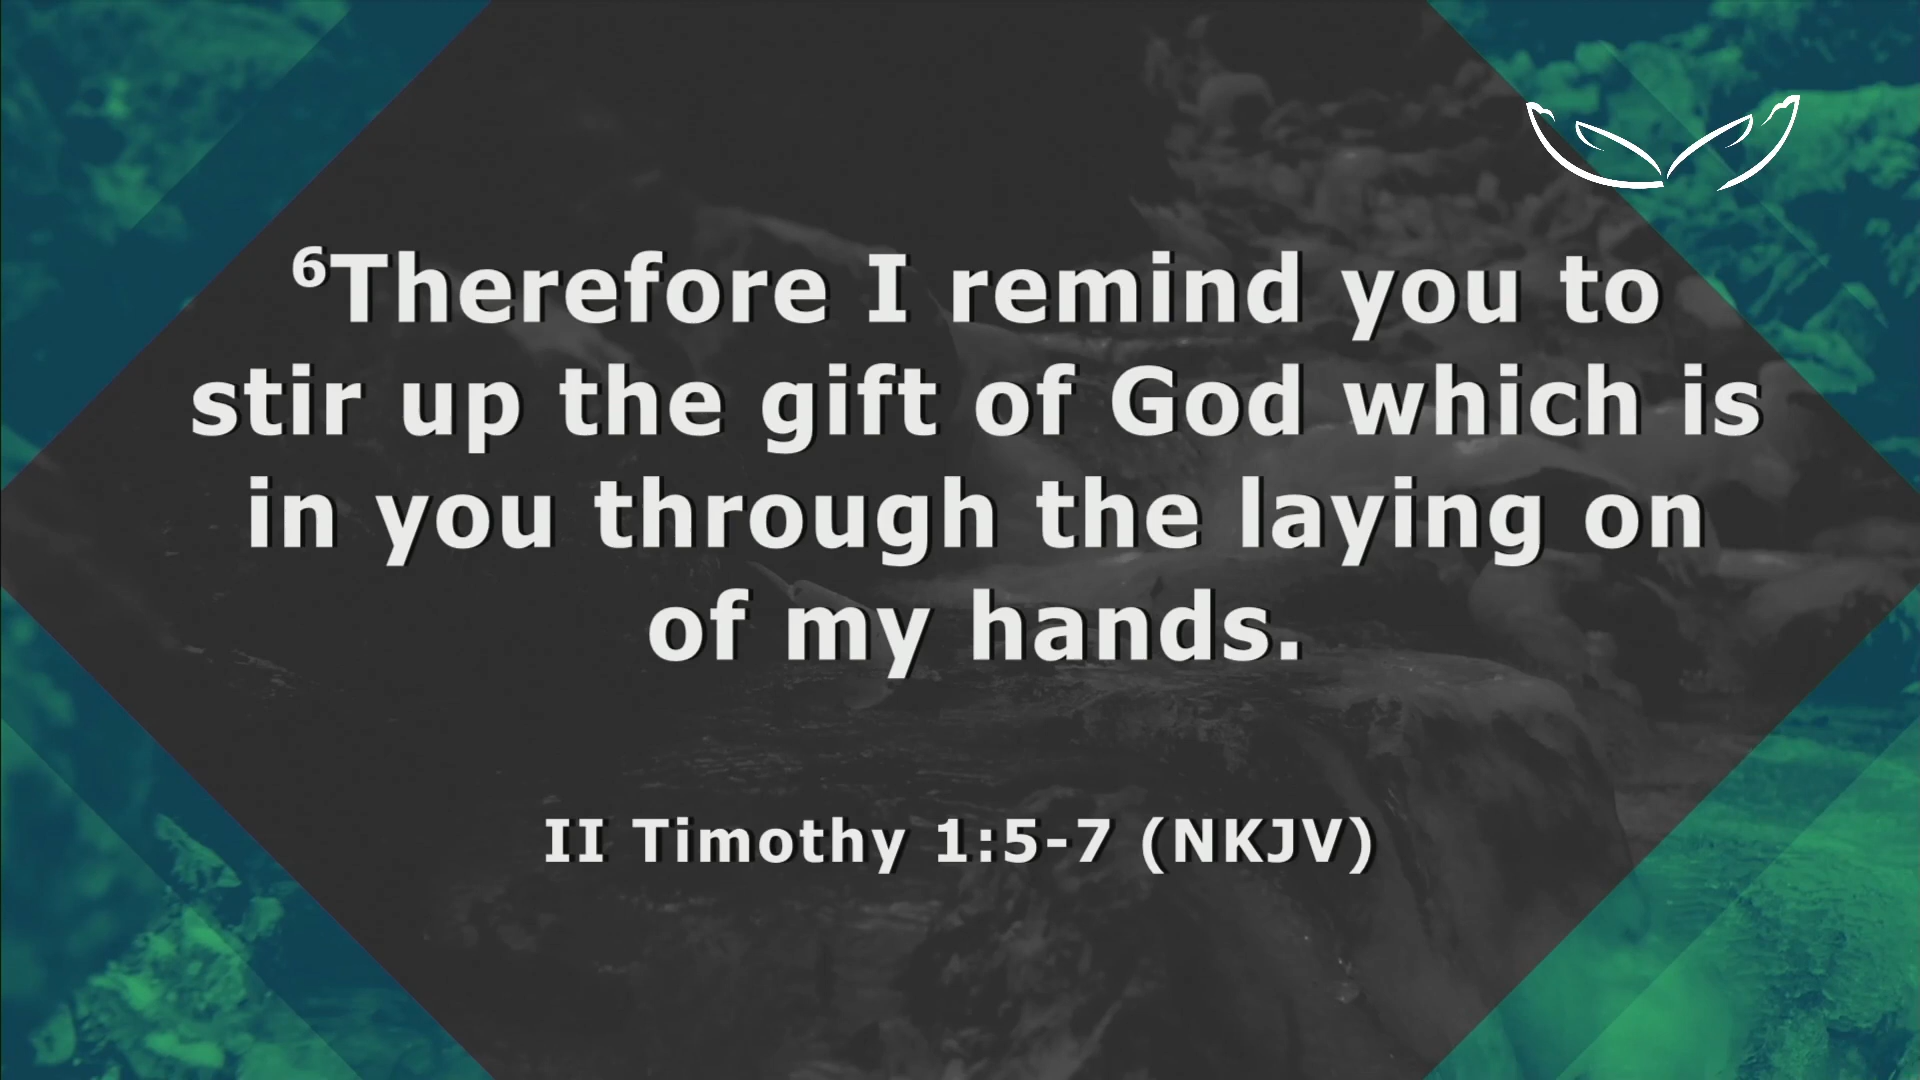 ⁶Therefore I remind you to
stir up the gift of God which is
in you through the laying on
of my hands.
II Timothy 1:5-7 (NKJV)